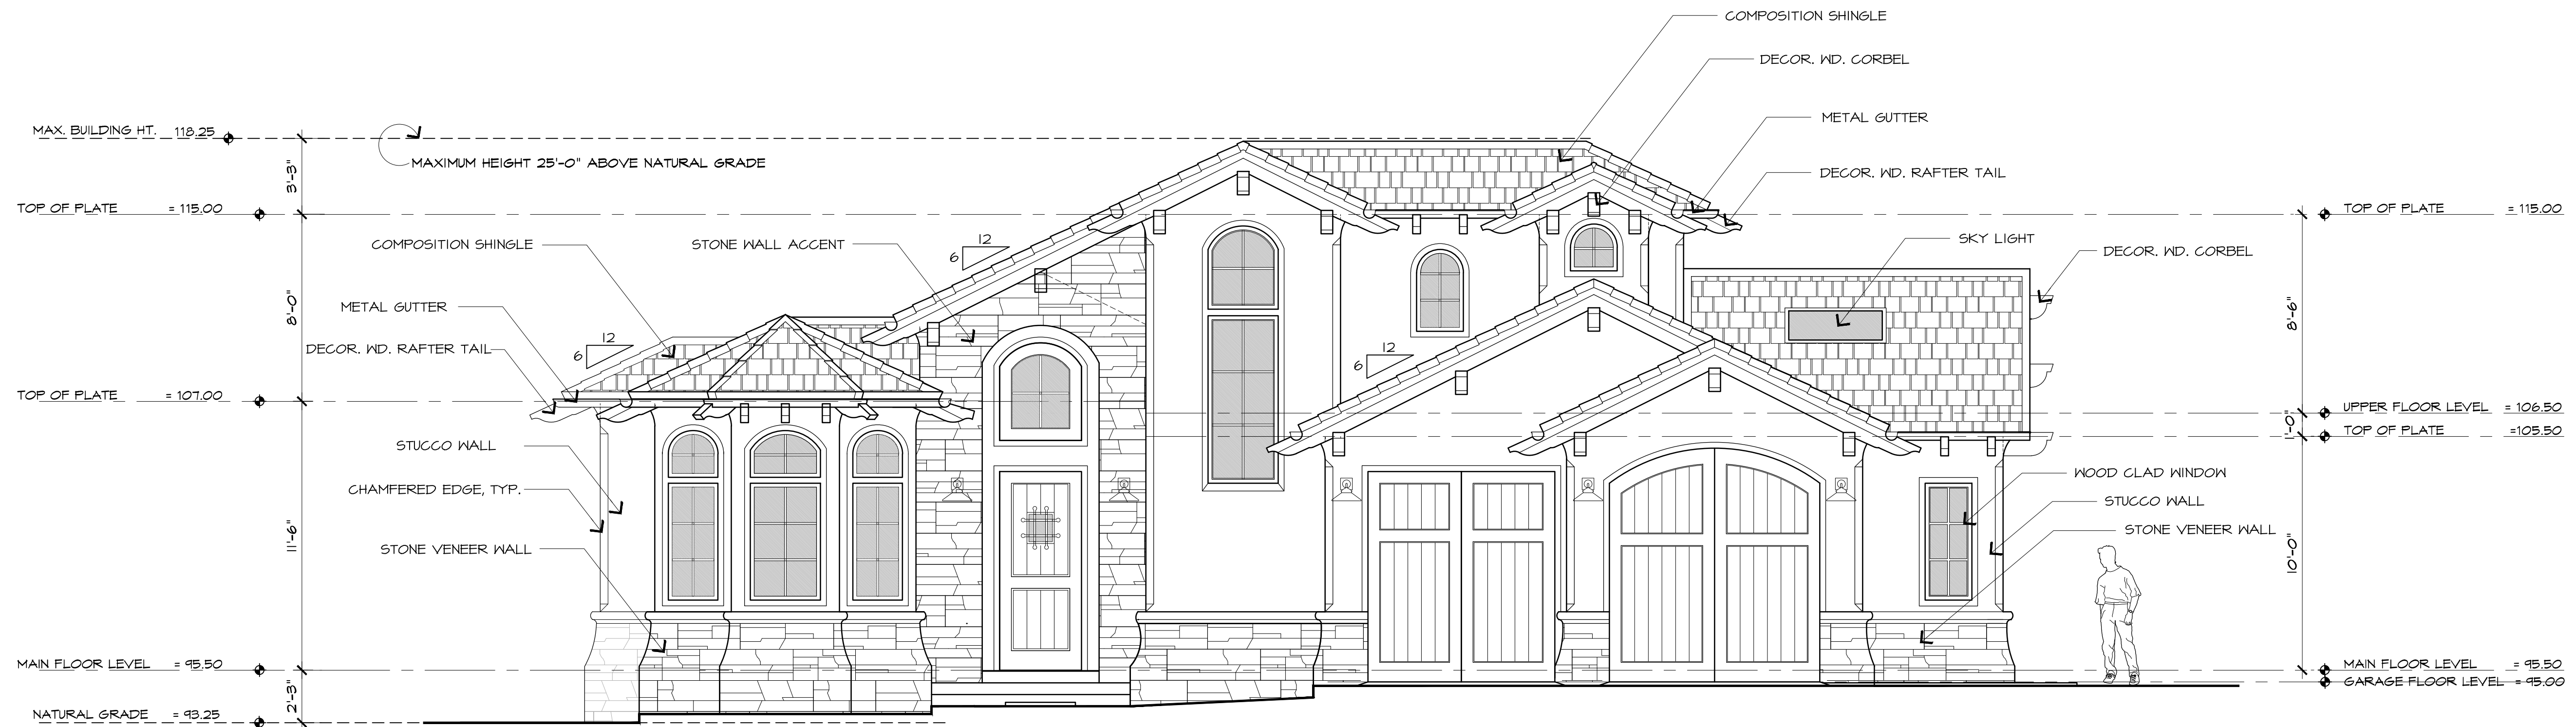 COMPOSITION SHINGLE
DECOR. WD. CORBEL
METAL GUTTER
DECOR. WD. RAFTER TAIL
MAX. BUILDING HT. 118.25
MAXIMUM HEIGHT 25'-0" ABOVE NATURAL GRADE
3'-3"
TOP OF PLATE = 115.00
TOP OF PLATE = 115.00
COMPOSITION SHINGLE
STONE WALL ACCENT
12
6
SKY LIGHT
DECOR. WD. CORBEL
METAL GUTTER
8'-0"
8'-6"
DECOR. WD. RAFTER TAIL
12
6
12
6
TOP OF PLATE = 107.00
UPPER FLOOR LEVEL = 106.50
1'-0"
TOP OF PLATE =105.50
STUCCO WALL
CHAMFERED EDGE, TYP.
STONE VENEER WALL
11'-6"
WOOD CLAD WINDOW
STUCCO WALL
STONE VENEER WALL
10'-0"
MAIN FLOOR LEVEL = 95.50
MAIN FLOOR LEVEL = 95.50
GARAGE FLOOR LEVEL = 95.00
2'-3"
NATURAL GRADE = 93.25